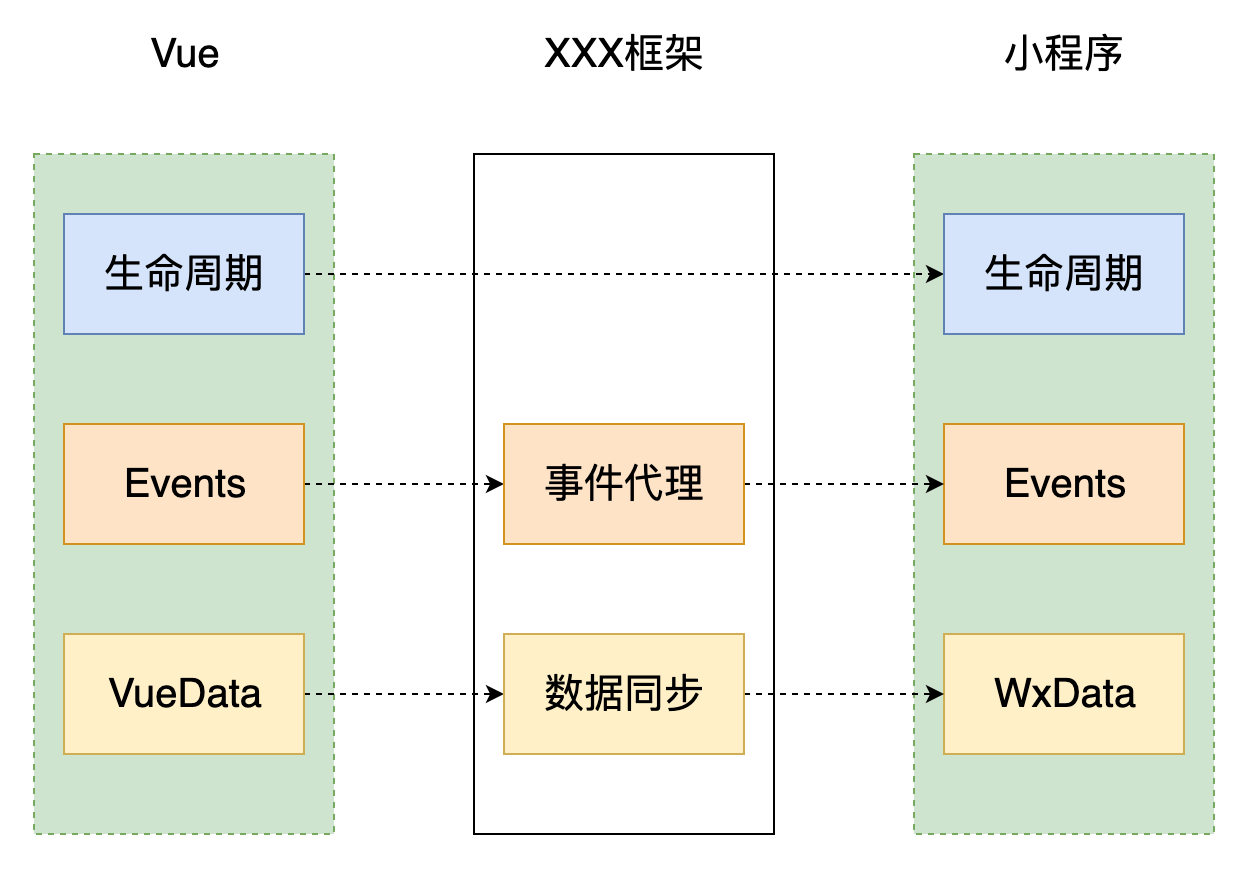 Vue
XXX框架
小程序
生命周期
生命周期
Events
事件代理
Events
VueData
数据同步
WxData